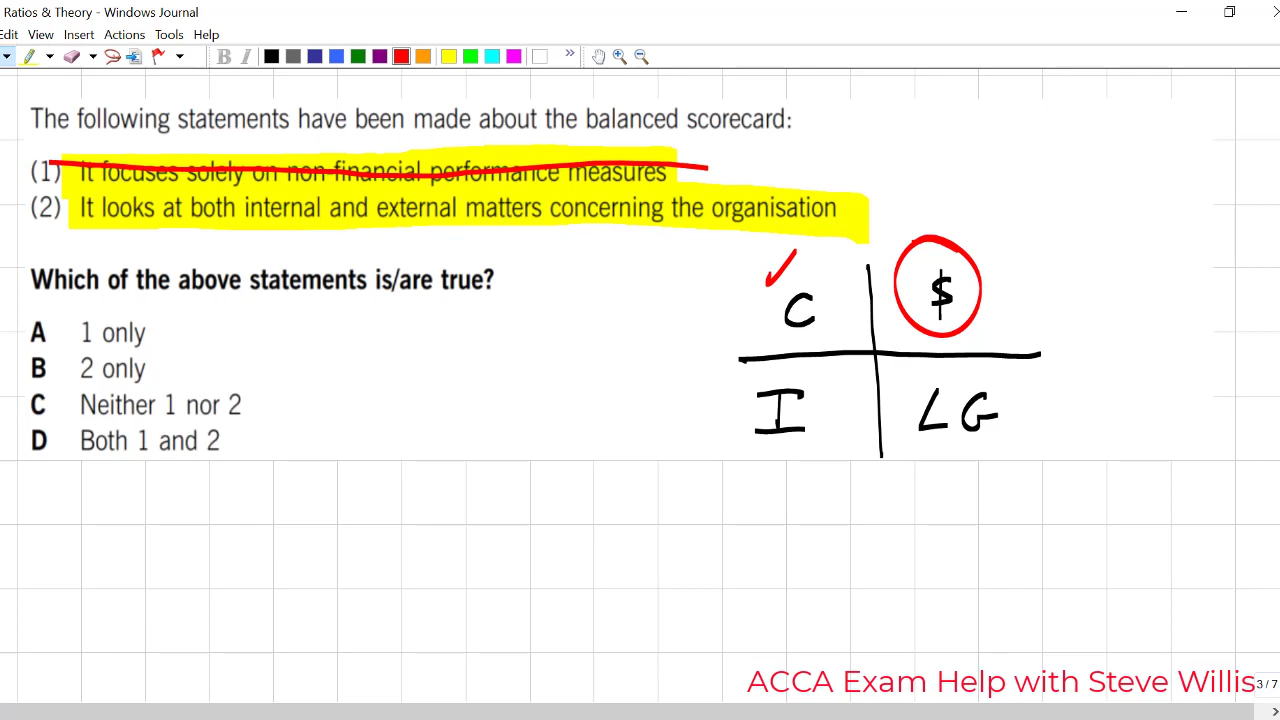 Ratios & Theory - Windows Journal
Edit View Insert Actions Tools Help
B I
The following statements have been made about the balanced scorecard:
(1) It focuses solely on non financial performance measures
(2) It looks at both internal and external matters concerning the organisation
Which of the above statements is/are true?
A 1 only
B 2 only
C Neither 1 nor 2
D Both 1 and 2
C $
I LG
ACCA Exam Help with Steve Willis
3 / 7